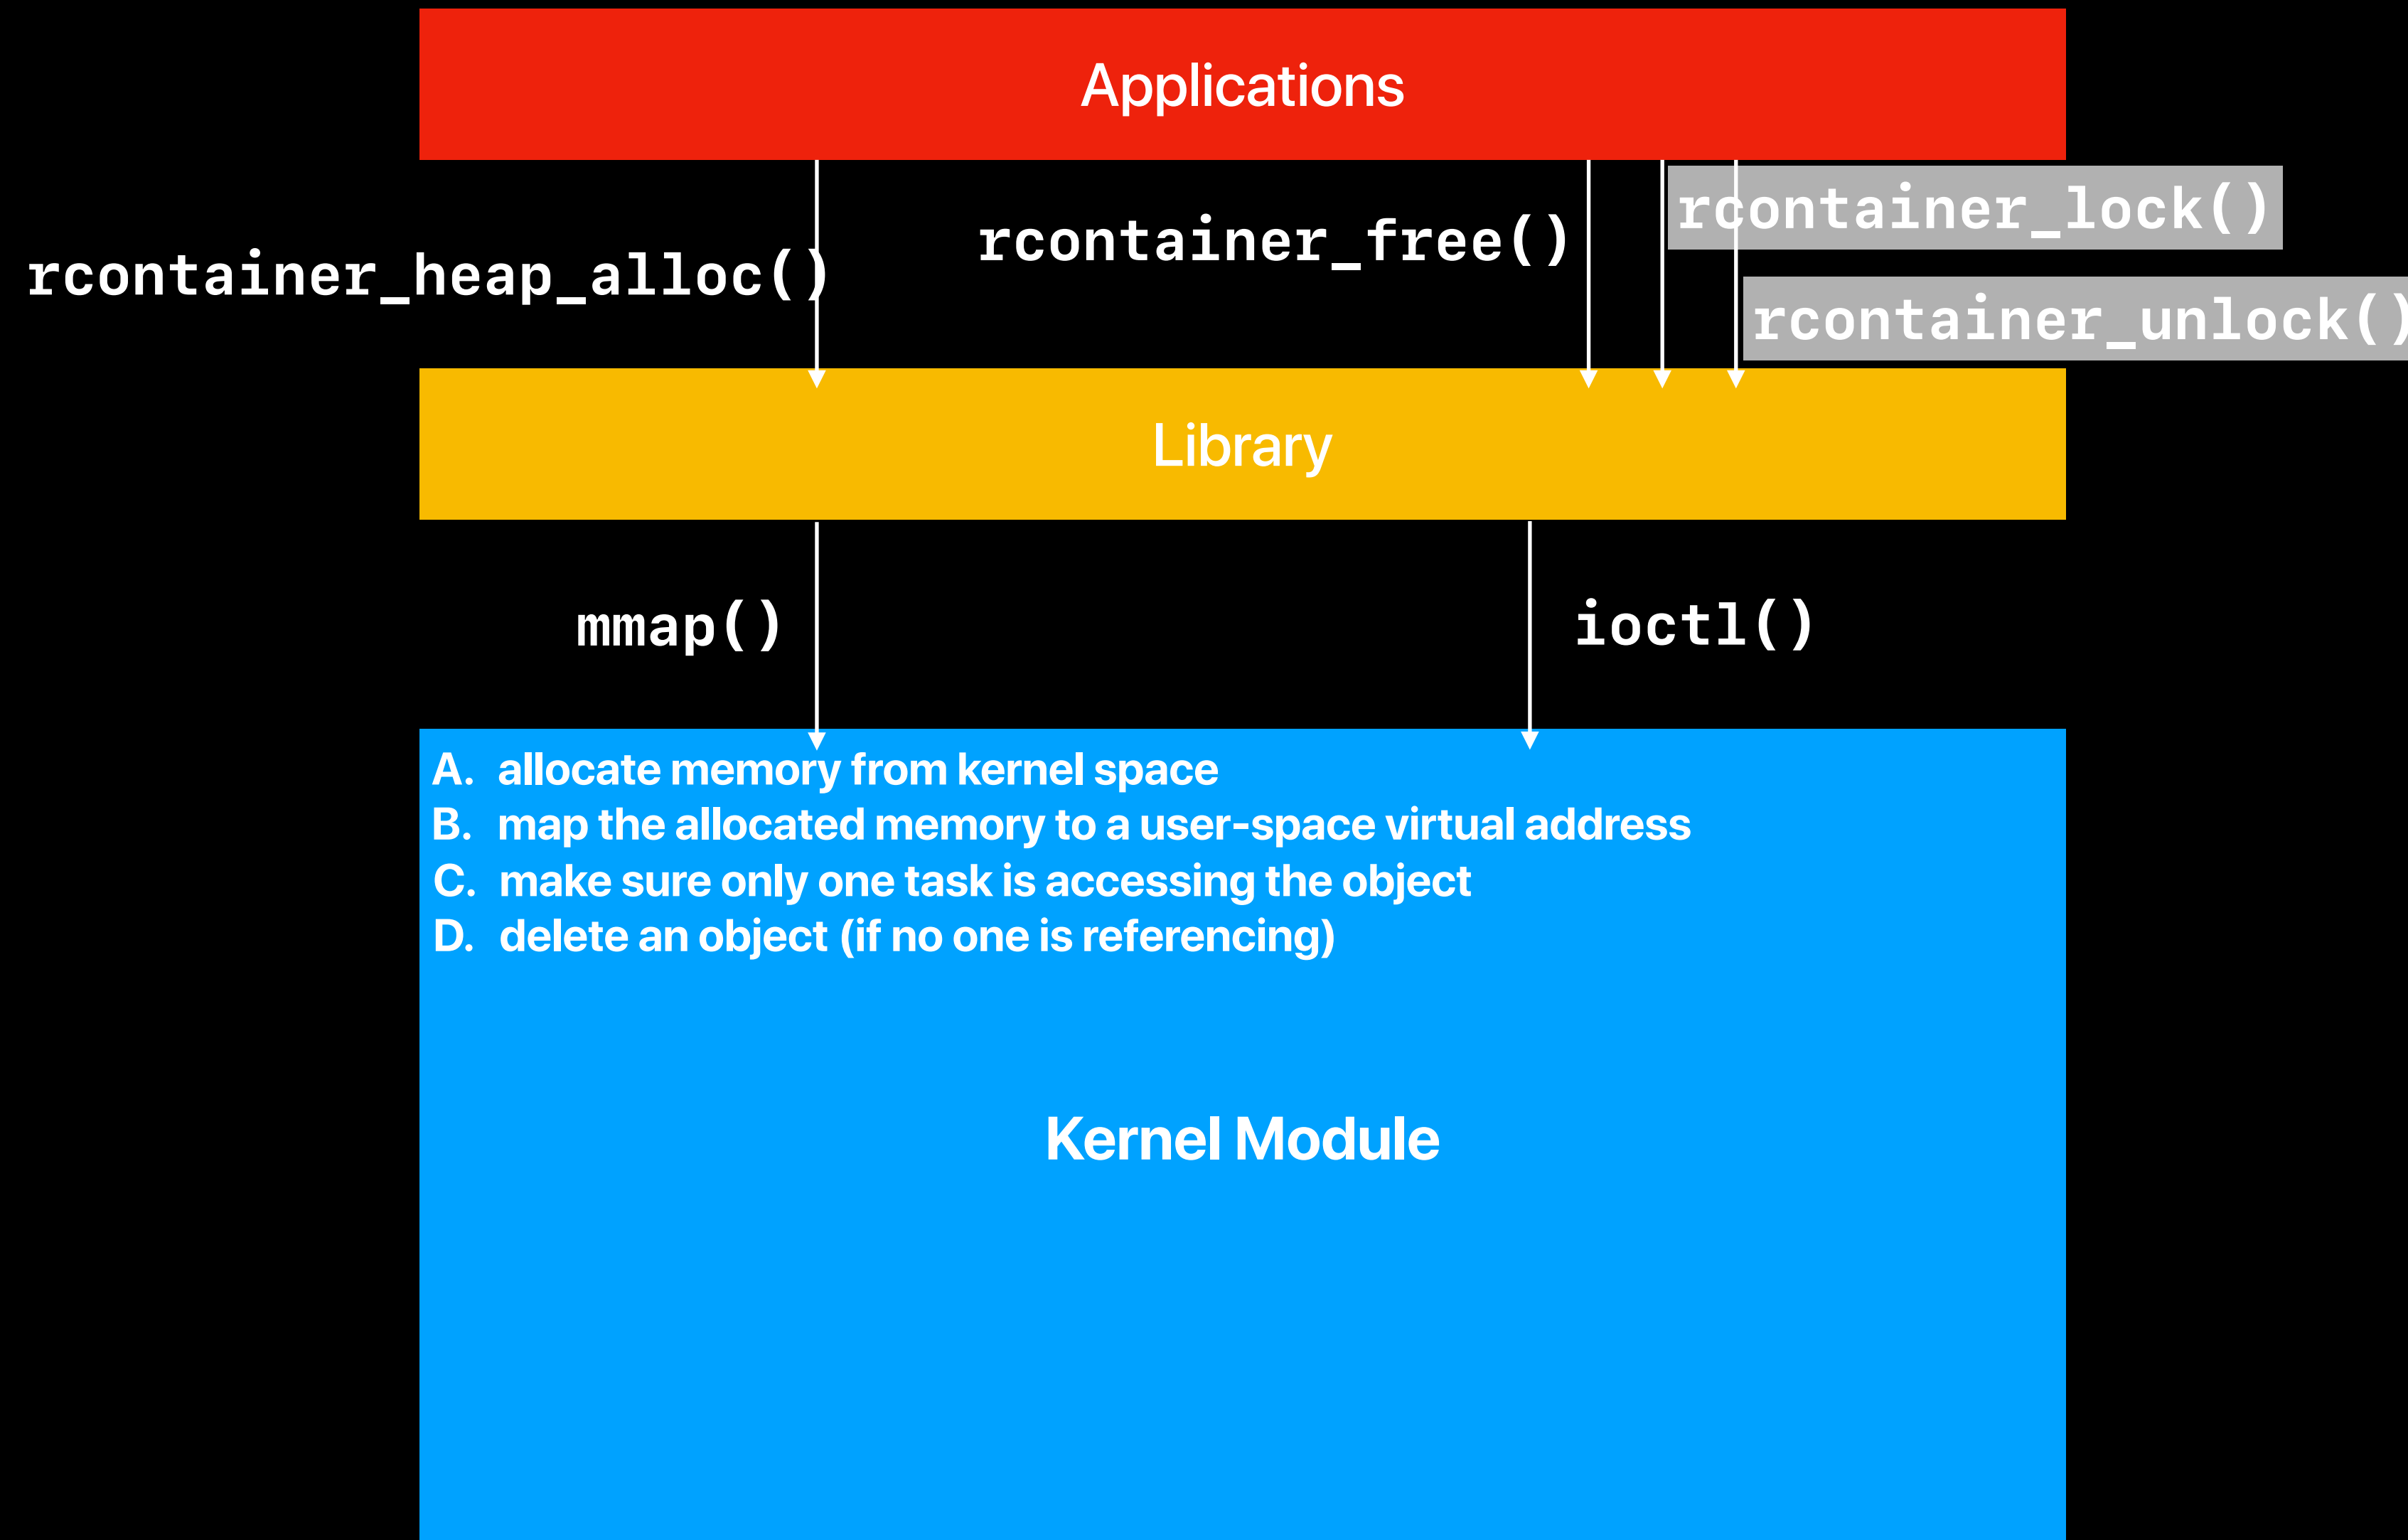 Applications
rcontainer_heap_alloc()
rcontainer_free()
rcontainer_lock()
rcontainer_unlock()
Library
mmap()
ioctl()
A. allocate memory from kernel space
B. map the allocated memory to a user-space virtual address
C. make sure only one task is accessing the object
D. delete an object (if no one is referencing)
Kernel Module